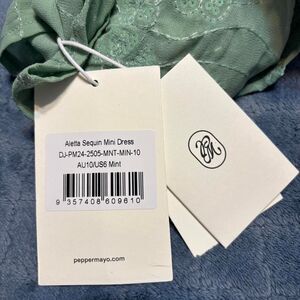 Aletta Sequin Mini Dress
DJ-PM24-2505-MNT-MIN-10
AU10/US6 Mint
9 357408 609610
peppermayo.com